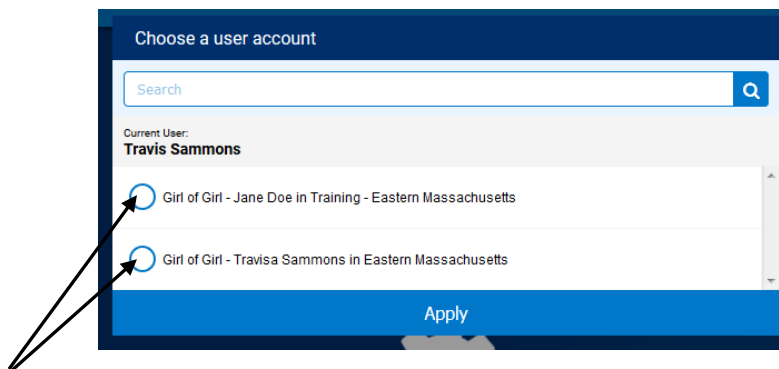 Choose a user account
Search
Current User:
Travis Sammons
Girl of Girl - Jane Doe in Training - Eastern Massachusetts
Girl of Girl - Travisa Sammons in Eastern Massachusetts
Apply